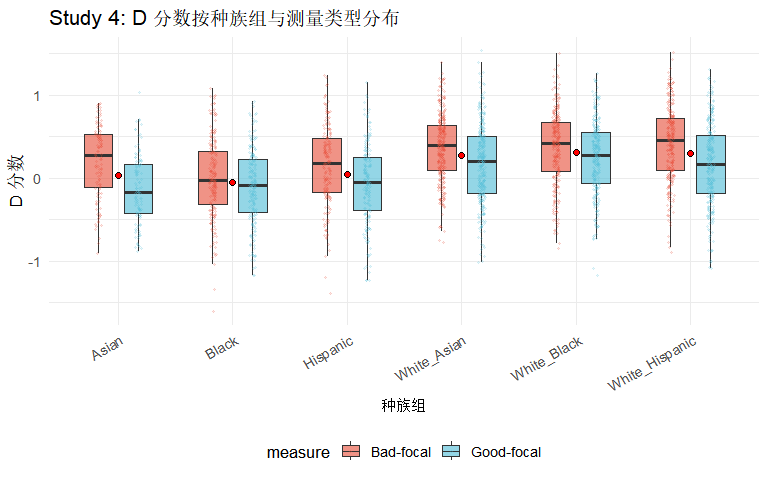 Study 4: D 分数按种族组与测量类型分布
D 分数
1
0
-1
Asian
Black
Hispanic
White_Asian
White_Black
White_Hispanic
种族组
measure Bad-focal Good-focal